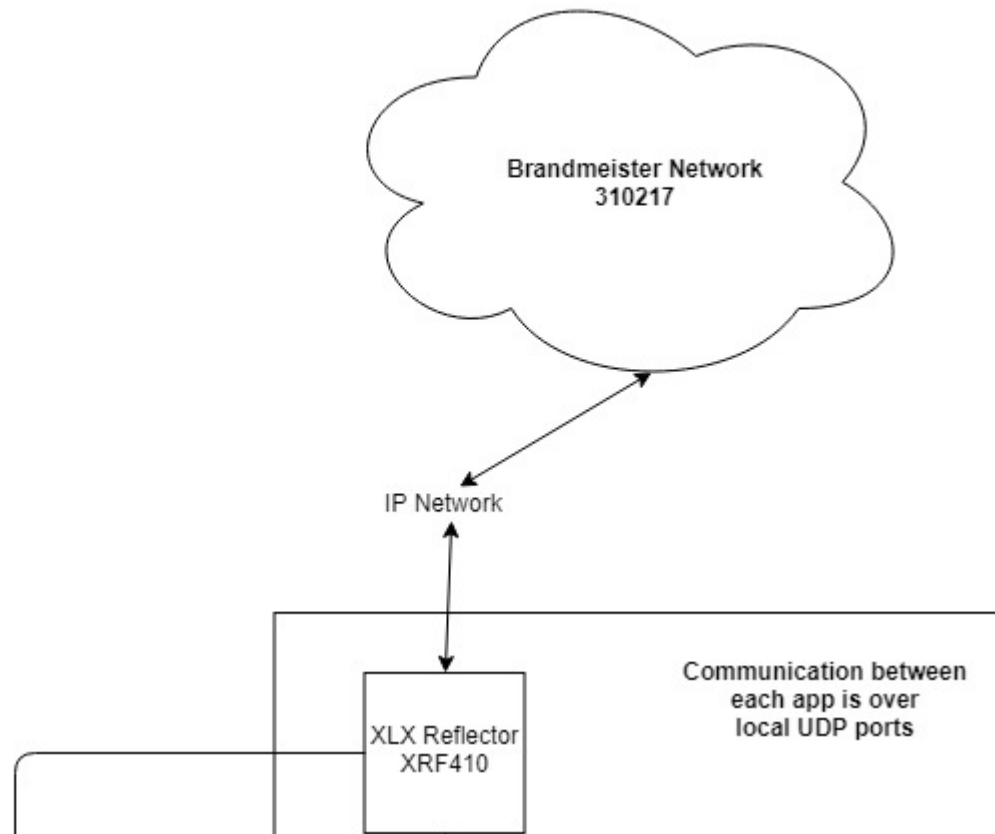 Brandmeister Network
310217
IP Network
Communication between
each app is over
local UDP ports
XLX Reflector
XRF410